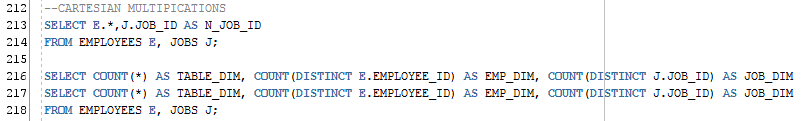 212 --CARTESIAN MULTIPICATIONS
213 SELECT E.*,J.JOB_ID AS N_JOB_ID
214 FROM EMPLOYEES E, JOBS J;
215
216 SELECT COUNT(*) AS TABLE_DIM, COUNT(DISTINCT E.EMPLOYEE_ID) AS EMP_DIM, COUNT(DISTINCT J.JOB_ID) AS JOB_DIM
217 SELECT COUNT(*) AS TABLE_DIM, COUNT(DISTINCT E.EMPLOYEE_ID) AS EMP_DIM, COUNT(DISTINCT J.JOB_ID) AS JOB_DIM
218 FROM EMPLOYEES E, JOBS J;